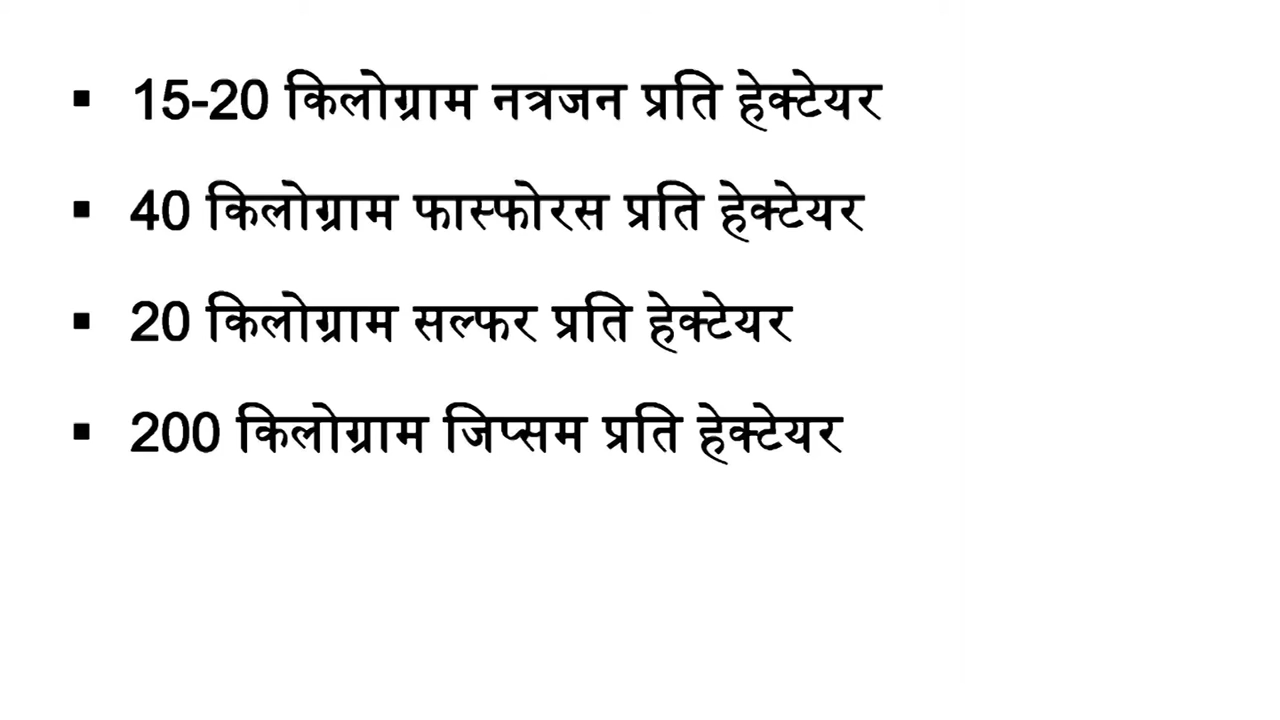 ▪ 15-20 किलोग्राम नत्रजन प्रति हेक्टेयर
▪ 40 किलोग्राम फास्फोरस प्रति हेक्टेयर
▪ 20 किलोग्राम सल्फर प्रति हेक्टेयर
▪ 200 किलोग्राम जिप्सम प्रति हेक्टेयर